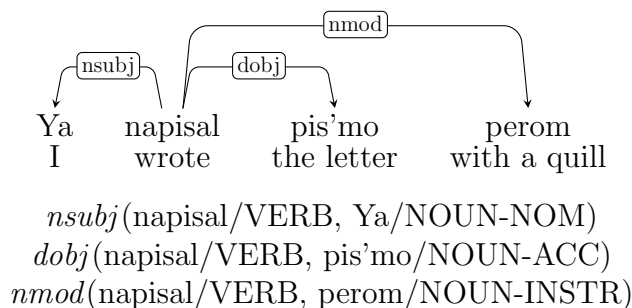 nmod
nsubj dobj
Ya napisal pis'mo perom
I wrote the letter with a quill
nsubj(napisal/VERB, Ya/NOUN-NOM)
dobj(napisal/VERB, pis'mo/NOUN-ACC)
nmod(napisal/VERB, perom/NOUN-INSTR)